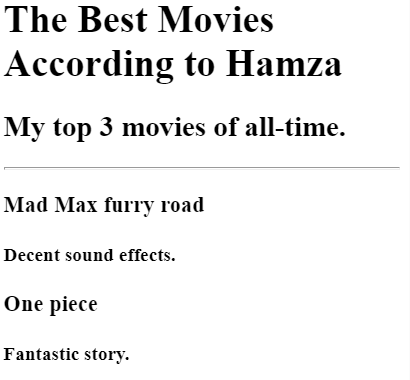 The Best Movies
According to Hamza
My top 3 movies of all-time.
Mad Max furry road
Decent sound effects.
One piece
Fantastic story.